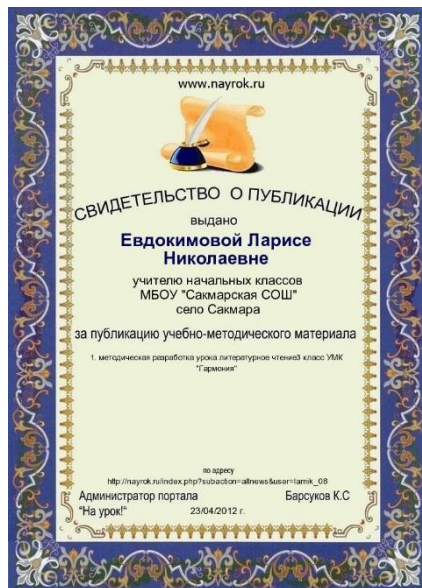 www.nayrok.ru
СВИДЕТЕЛЬСТВО О ПУБЛИКАЦИИ
выдано
Евдокимовой Ларисе
Николаевне
учителю начальных классов
МБОУ "Сакмарская СОШ"
село Сакмара
за публикацию учебно-методического материала
1. методическая разработка урока литературное чтение3 класс УМК
"Гармония"
по адресу
http://nayrok.ru/index.php?subaction=allnews&user=larnik_08
Администратор портала Барсуков К.С
"На урок!" 23/04/2012 г.